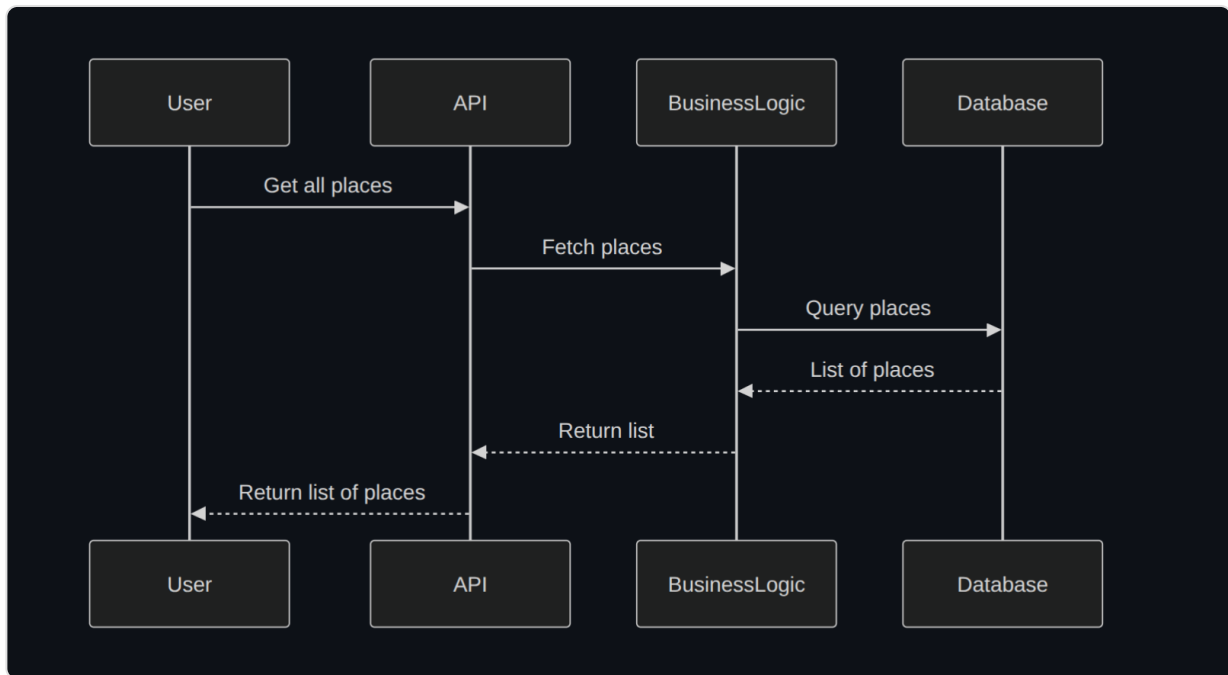 User
API
BusinessLogic
Database
Get all places
Fetch places
Query places
List of places
Return list
Return list of places
User
API
BusinessLogic
Database